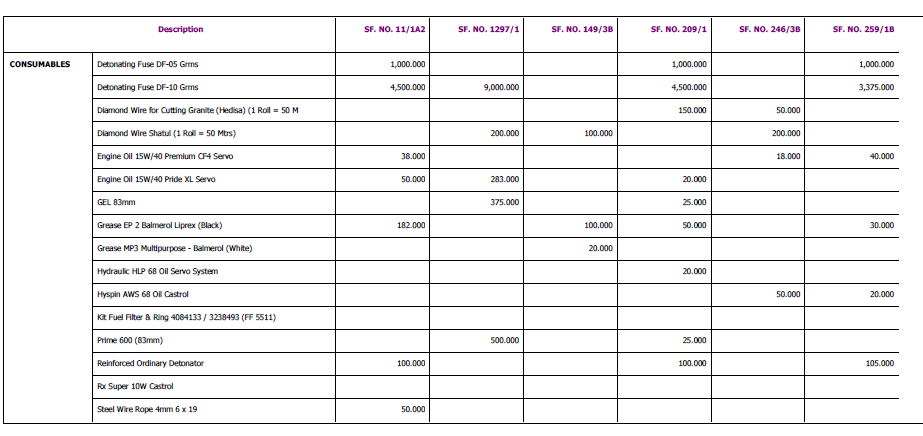 Description SF. NO. 11/1A2 SF. NO. 1297/1 SF. NO. 149/3B SF. NO. 209/1 SF. NO. 246/3B SF. NO. 259/1B
CONSUMABLES Detonating Fuse DF-05 Grms 1,000.000 1,000.000 1,000.000
Detonating Fuse DF-10 Grms 4,500.000 9,000.000 4,500.000 3,375.000
Diamond Wire for Cutting Granite (Hedisa) (1 Roll = 50 M 150.000 50.000
Diamond Wire Shatul (1 Roll = 50 Mtrs) 200.000 100.000 200.000
Engine Oil 15W/40 Premium CF4 Servo 38.000 18.000 40.000
Engine Oil 15W/40 Pride XL Servo 50.000 283.000 20.000
GEL 83mm 375.000 25.000
Grease EP 2 Balmerol Liprex (Black) 182.000 100.000 50.000 30.000
Grease MP3 Multipurpose - Balmerol (White) 20.000
Hydraulic HLP 68 Oil Servo System 20.000
Hyspin AWS 68 Oil Castrol 50.000 20.000
Kit Fuel Filter & Ring 4084133 / 3238493 (FF 5511)
Prime 600 (83mm) 500.000 25.000
Reinforced Ordinary Detonator 100.000 100.000 105.000
Rx Super 10W Castrol
Steel Wire Rope 4mm 6 x 19 50.000